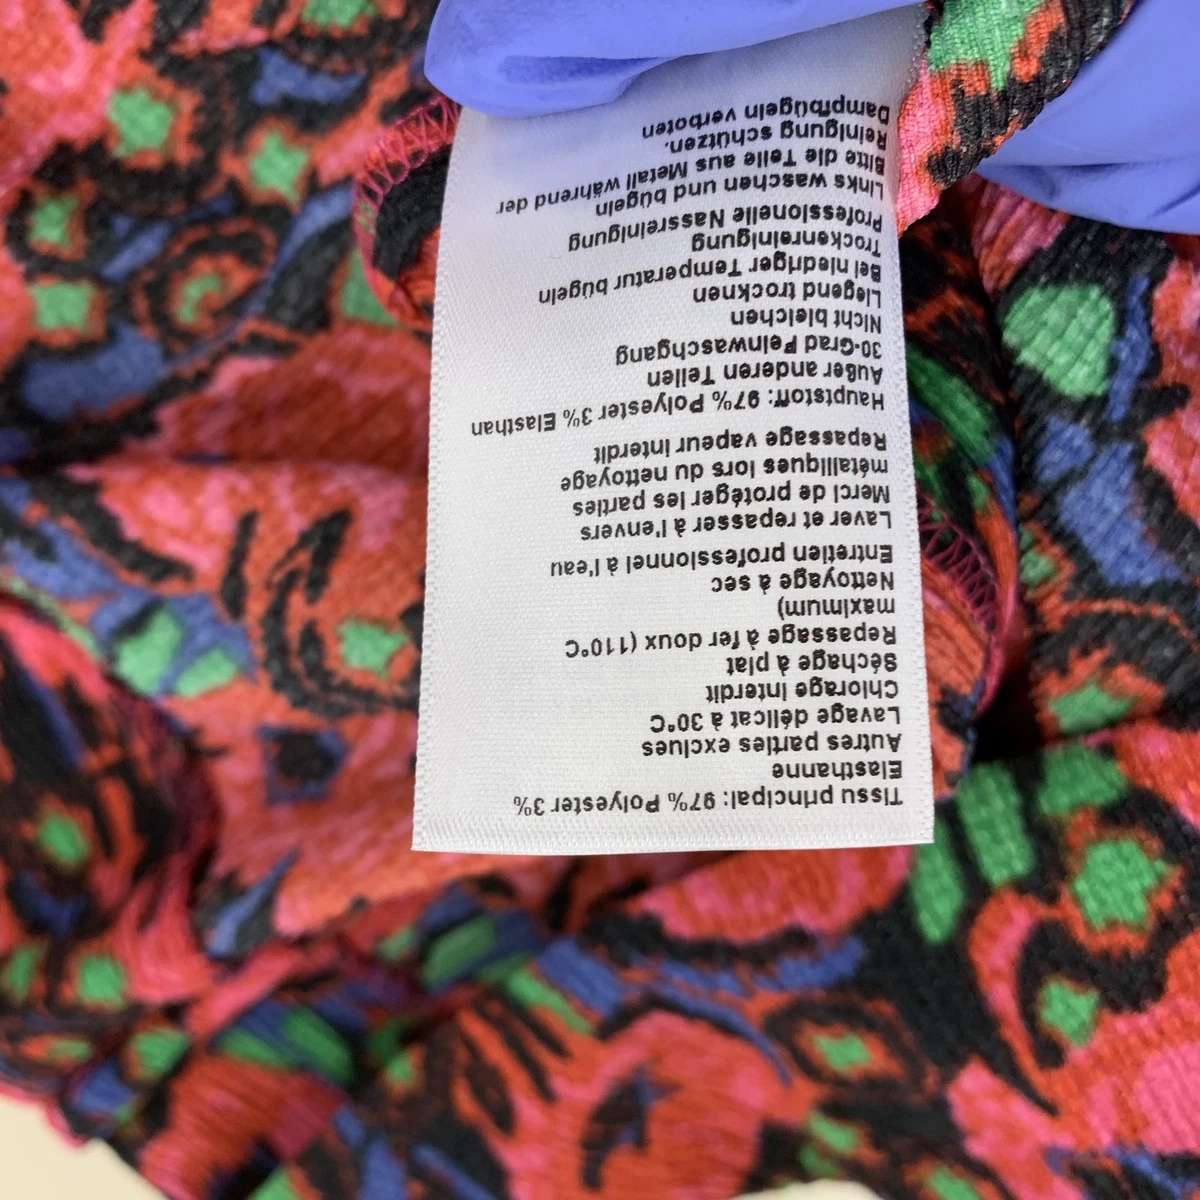 Tissu principal: 97% Polyester 3%
Elasthanne
Autres parties exclues
Lavage délicat à 30°C
Chlorage interdit
Séchage à plat
Repassage à fer doux (110°C
maximum)
Nettoyage à sec
Entretien professionnel à l'eau
Laver et repasser à l'envers
Merci de protéger les parties
métalliques lors du nettoyage
Repassage vapeur interdit
Hauptstoff: 97% Polyester 3% Elasthan
Außer anderen Teilen
30-Grad Feinwaschgang
Nicht bleichen
Liegend trocknen
Bei niedriger Temperatur bügeln
Trockenreinigung
Professionelle Nassreinigung
Links waschen und bügeln
Bitte die Teile aus Metall während der
Reinigung schützen.
Dampfbügeln verboten